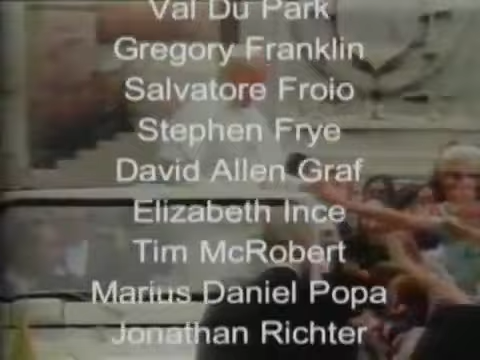 Val Du Park
Gregory Franklin
Salvatore Froio
Stephen Frye
David Allen Graf
Elizabeth Ince
Tim McRobert
Marius Daniel Popa
Jonathan Richter